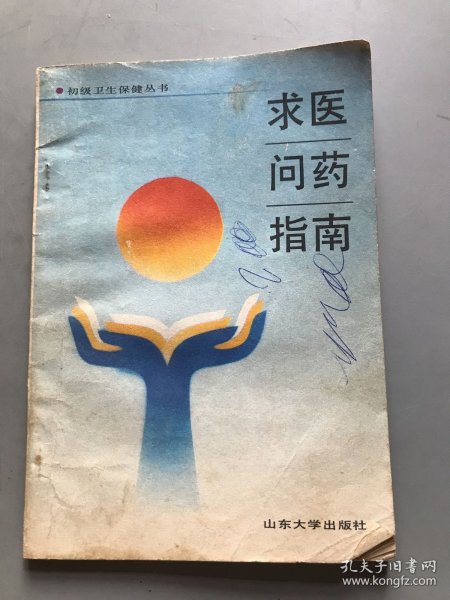 初级卫生保健丛书
求医
问药
指南
山东大学出版社
孔夫子旧书网
www.kongfz.com